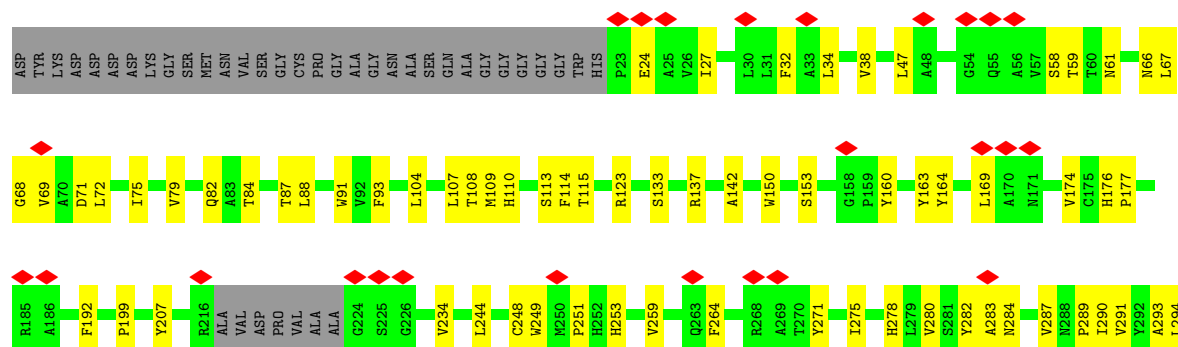 ASP TYR LYS ASP ASP ASP ASP LYS GLY SER MET ASN VAL SER GLY CYS PRO GLY ALA GLY ASN ALA SER GLN ALA GLY GLY GLY GLY GLY TRP HIS P23 E24 A25 V26 I27 L30 L31 F32 A33 L34 V38 L47 A48 G54 Q55 A56 V57 S58 T59 T60 N61 N66 L67
G68 V69 A70 D71 L72 I75 V79 Q82 A83 T84 T87 L88 W91 V92 F93 L104 L107 T108 M109 H110 S113 F114 T115 R123 S133 R137 A142 W150 S153 G158 P159 Y160 Y163 Y164 L169 A170 N171 V174 C175 H176 P177
R185 A186 F192 P199 Y207 R216 ALA VAL ASP PRO VAL ALA ALA G224 S225 G226 V234 L244 C248 W249 M250 P251 H252 H253 V259 Q263 F264 R268 A269 T270 Y271 I275 H278 L279 V280 S281 Y282 A283 N284 V287 N288 P289 I290 V291 Y292 A293 L294